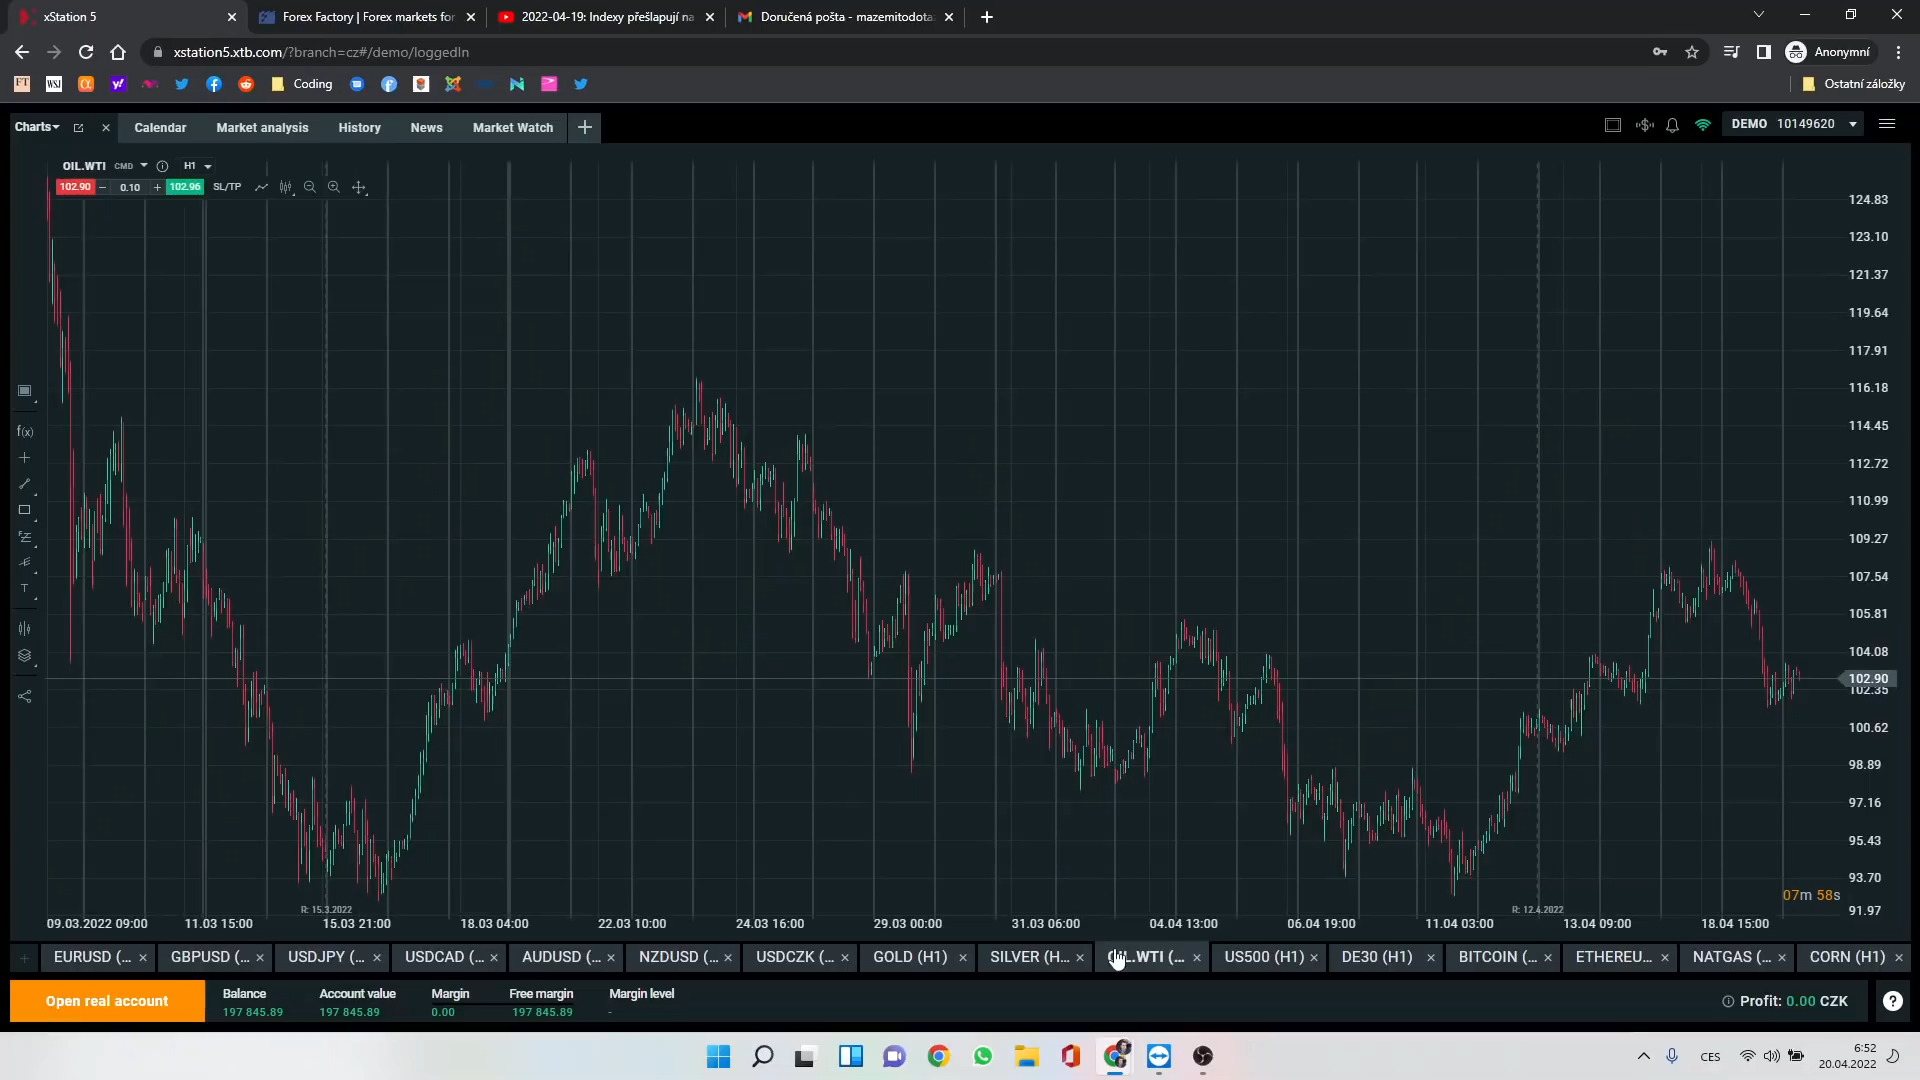 xStation 5
Forex Factory | Forex markets for
2022-04-19: Indexy přešlapují na
Doručená pošta - mazemitodota
xstation5.xtb.com/?branch=cz#/demo/loggedIn
Anonymní
FT
WSJ
Coding
Ostatní záložky
Charts
Calendar
Market analysis
History
News
Market Watch
DEMO 10149620
OIL.WTI CMD
H1
102.90
0.10
102.96
SL/TP
124.83
123.10
121.37
119.64
117.91
116.18
114.45
112.72
110.99
109.27
107.54
105.81
104.08
102.90
102.35
100.62
98.89
97.16
95.43
93.70
91.97
f(x)
T
07m 58s
R: 15.3.2022
R: 12.4.2022
09.03.2022 09:00
11.03 15:00
15.03 21:00
18.03 04:00
22.03 10:00
24.03 16:00
29.03 00:00
31.03 06:00
04.04 13:00
06.04 19:00
11.04 03:00
13.04 09:00
18.04 15:00
EURUSD (...
GBPUSD (...
USDJPY (...
USDCAD (...
AUDUSD (...
NZDUSD (...
USDCZK (...
GOLD (H1)
SILVER (H...
L.WTI (...
US500 (H1)
DE30 (H1)
BITCOIN (...
ETHEREU...
NATGAS (...
CORN (H1)
Open real account
Balance
197 845.89
Account value
197 845.89
Margin
0.00
Free margin
197 845.89
Margin level
-
Profit: 0.00 CZK
CES
6:52
20.04.2022